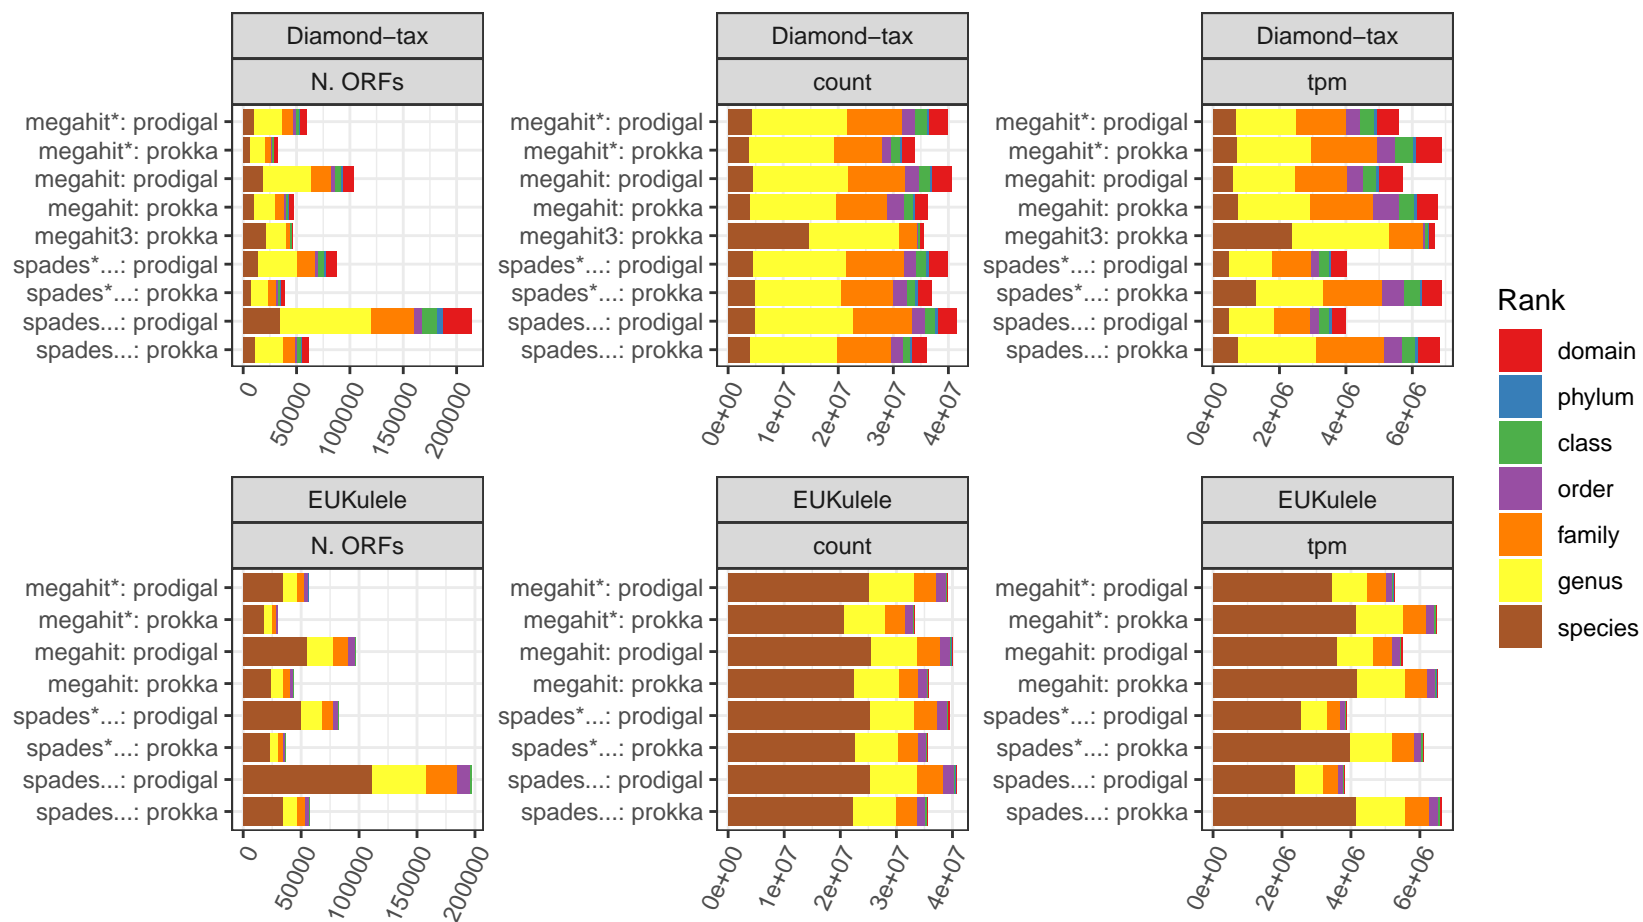 Diamond−tax
N. ORFs
megahit*: prodigal
megahit*: prokka
megahit: prodigal
megahit: prokka
megahit3: prokka
spades*...: prodigal
spades*...: prokka
spades...: prodigal
spades...: prokka
0
50000
100000
150000
200000
Diamond−tax
count
megahit*: prodigal
megahit*: prokka
megahit: prodigal
megahit: prokka
megahit3: prokka
spades*...: prodigal
spades*...: prokka
spades...: prodigal
spades...: prokka
0e+00
1e+07
2e+07
3e+07
4e+07
Diamond−tax
tpm
megahit*: prodigal
megahit*: prokka
megahit: prodigal
megahit: prokka
megahit3: prokka
spades*...: prodigal
spades*...: prokka
spades...: prodigal
spades...: prokka
0e+00
2e+06
4e+06
6e+06
EUKulele
N. ORFs
megahit*: prodigal
megahit*: prokka
megahit: prodigal
megahit: prokka
spades*...: prodigal
spades*...: prokka
spades...: prodigal
spades...: prokka
0
50000
100000
150000
200000
EUKulele
count
megahit*: prodigal
megahit*: prokka
megahit: prodigal
megahit: prokka
spades*...: prodigal
spades*...: prokka
spades...: prodigal
spades...: prokka
0e+00
1e+07
2e+07
3e+07
4e+07
EUKulele
tpm
megahit*: prodigal
megahit*: prokka
megahit: prodigal
megahit: prokka
spades*...: prodigal
spades*...: prokka
spades...: prodigal
spades...: prokka
0e+00
2e+06
4e+06
6e+06
Rank
domain
phylum
class
order
family
genus
species